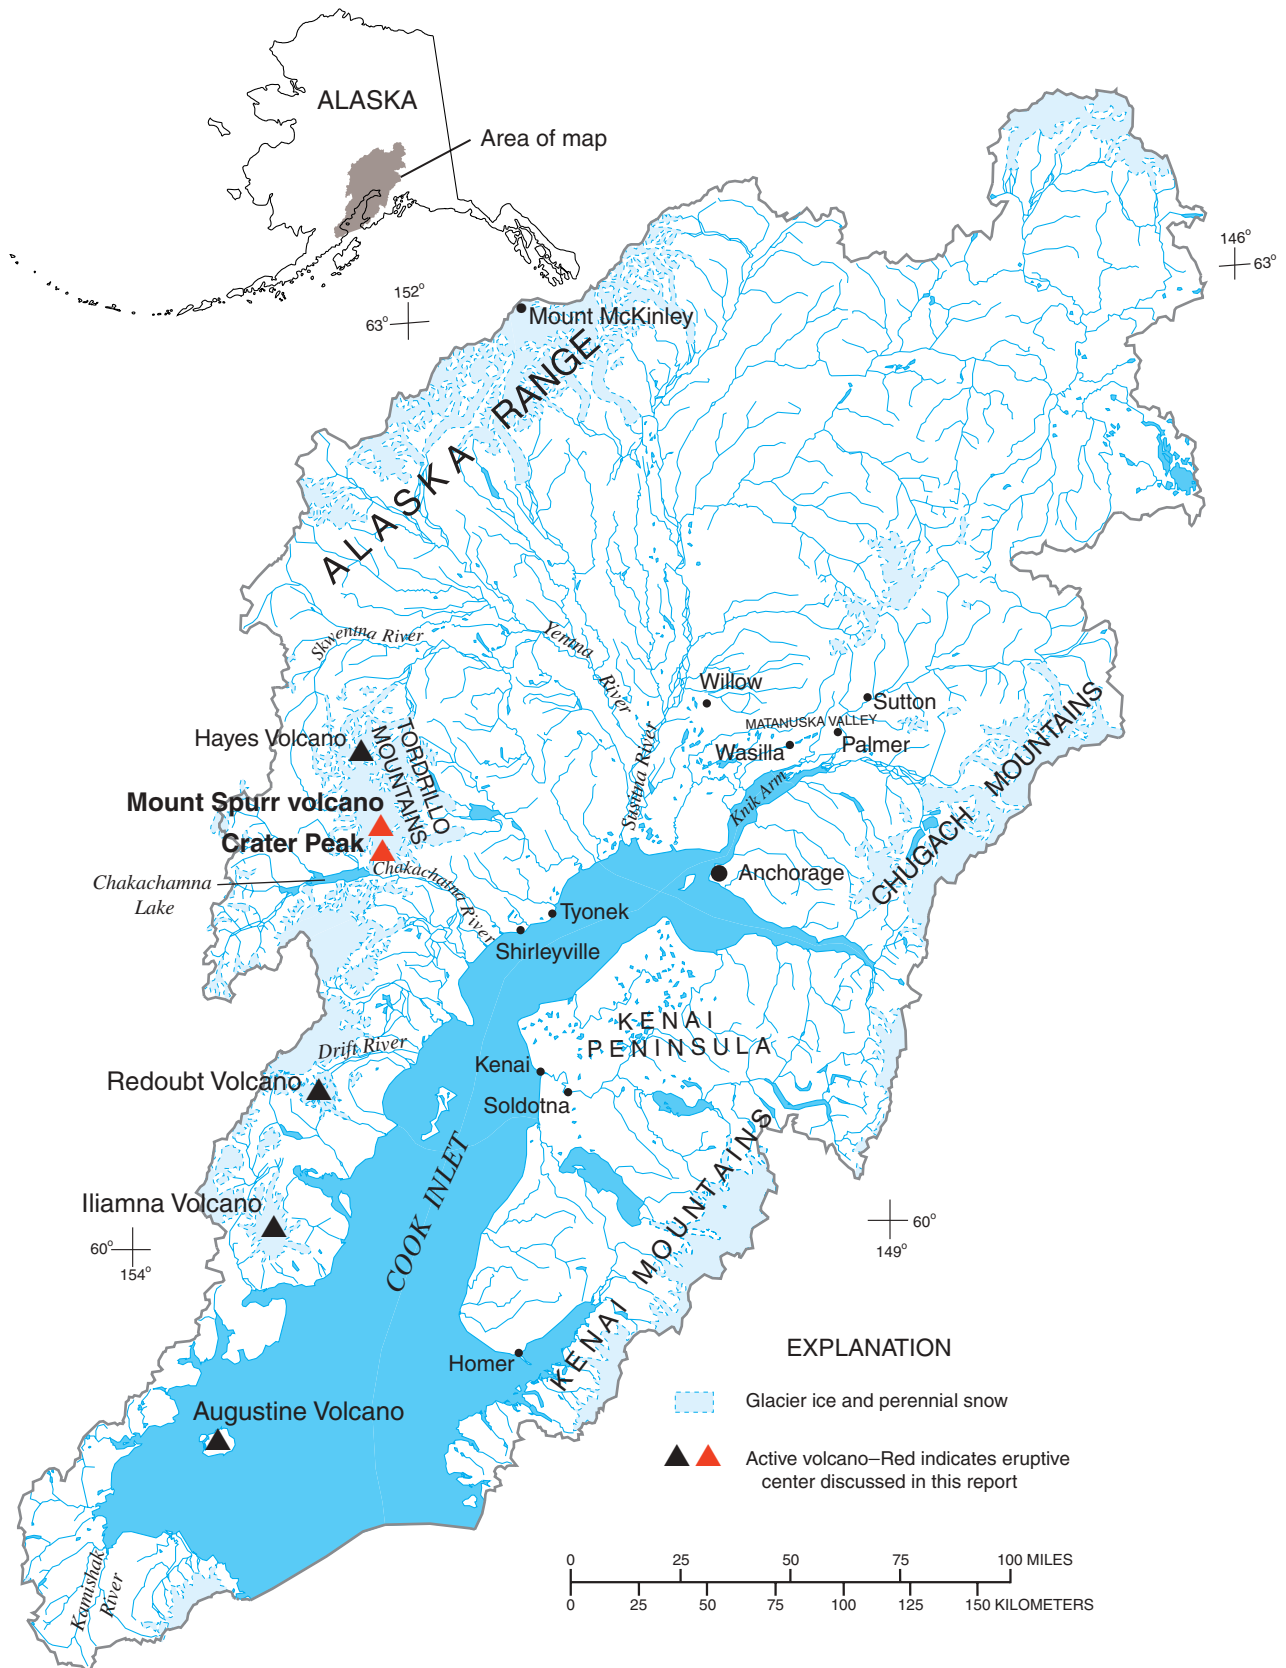 ALASKA
Area of map
146°
63°
152°
63°
Mount McKinley
ALASKA RANGE
Skwentna River
Yentna
River
Willow
Sutton
MATANUSKA VALLEY
Hayes Volcano
TORDRILLO
MOUNTAINS
Susitna River
Wasilla
Palmer
CHUGACH MOUNTAINS
Mount Spurr volcano
Knik Arm
Crater Peak
Chakachamna
Lake
Chakachatna River
Anchorage
Tyonek
Shirleyville
KENAI
PENINSULA
Drift River
Kenai
Redoubt Volcano
Soldotna
COOK INLET
KENAI MOUNTAINS
Iliamna Volcano
60°
154°
60°
149°
Homer
EXPLANATION
Glacier ice and perennial snow
Augustine Volcano
Active volcano–Red indicates eruptive
center discussed in this report
Kamishak
River
0 25 50 75 100 MILES
0 25 50 75 100 125 150 KILOMETERS